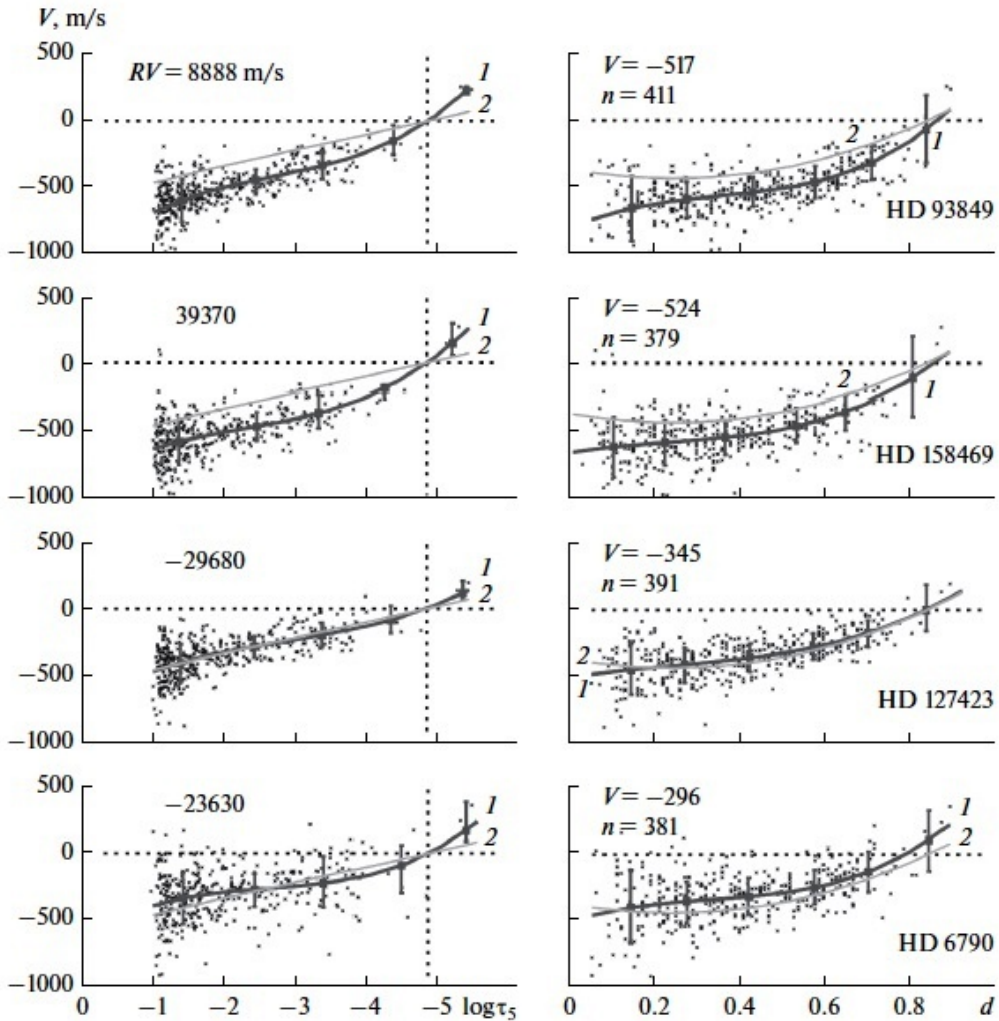 V, m/s
500
0
−500
−1000
RV = 8888 m/s
1
2
V = −517
n = 411
2
1
HD 93849
500
0
−500
−1000
39370
1
2
V = −524
n = 379
2
1
HD 158469
500
0
−500
−1000
−29680
1
2
V = −345
n = 391
2
1
HD 127423
500
0
−500
−1000
−23630
1
2
V = −296
n = 381
1
2
HD 6790
0 −1 −2 −3 −4 −5 logτ5
0 0.2 0.4 0.6 0.8 d